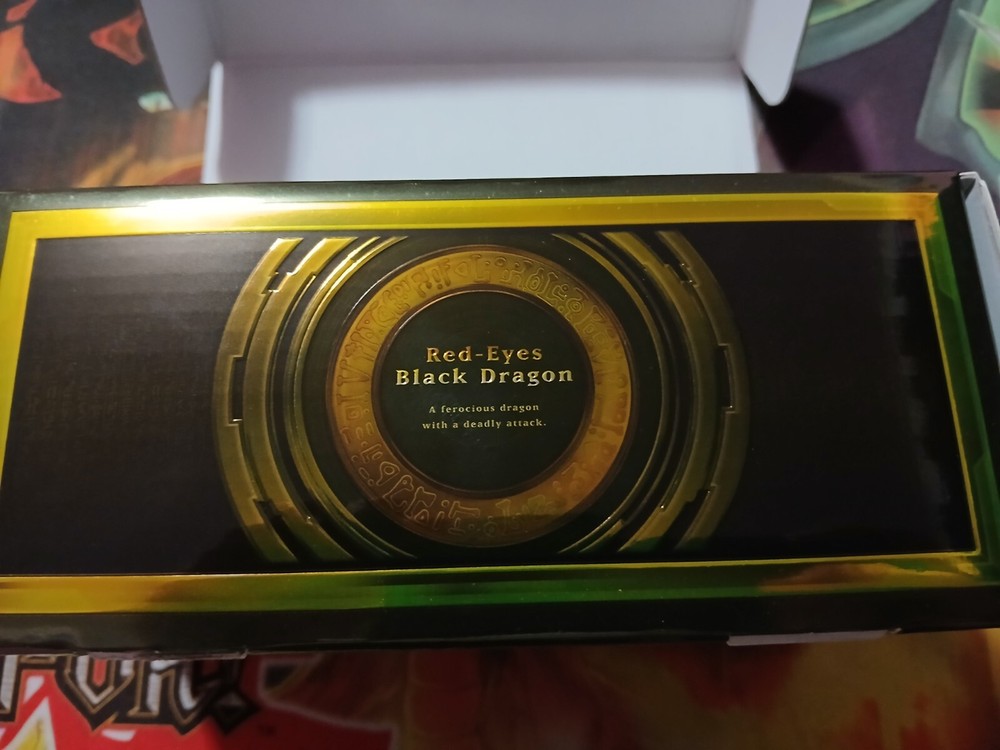 Red-Eyes
Black Dragon
A ferocious dragon
with a deadly attack.